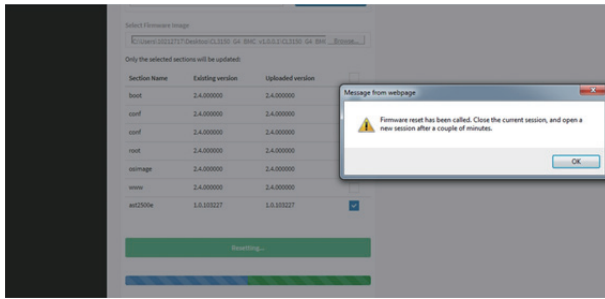 Select Firmware Image
Browse...
Only the selected sections will be updated:
Section Name Existing version Uploaded version
boot 2.4.000000 2.4.000000
conf 2.4.000000 2.4.000000
conf 2.4.000000 2.4.000000
root 2.4.000000 2.4.000000
osimage 2.4.000000 2.4.000000
www 2.4.000000 2.4.000000
ast2500e 1.0.103227 1.0.103227
Resetting...
Message from webpage
Firmware reset has been called. Close the current session, and open a
new session after a couple of minutes.
OK